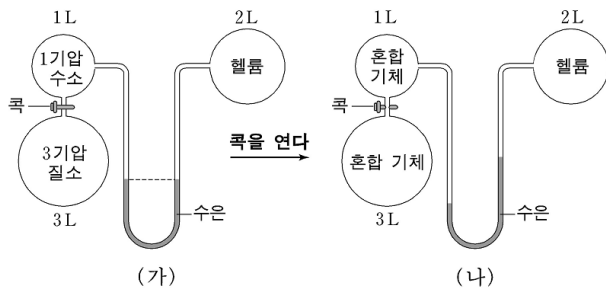 1L
2L
1기압
수소
헬륨
콕
3기압
질소
3L
수은
(가)
콕을 연다
1L
2L
혼합
기체
헬륨
콕
혼합 기체
3L
수은
(나)